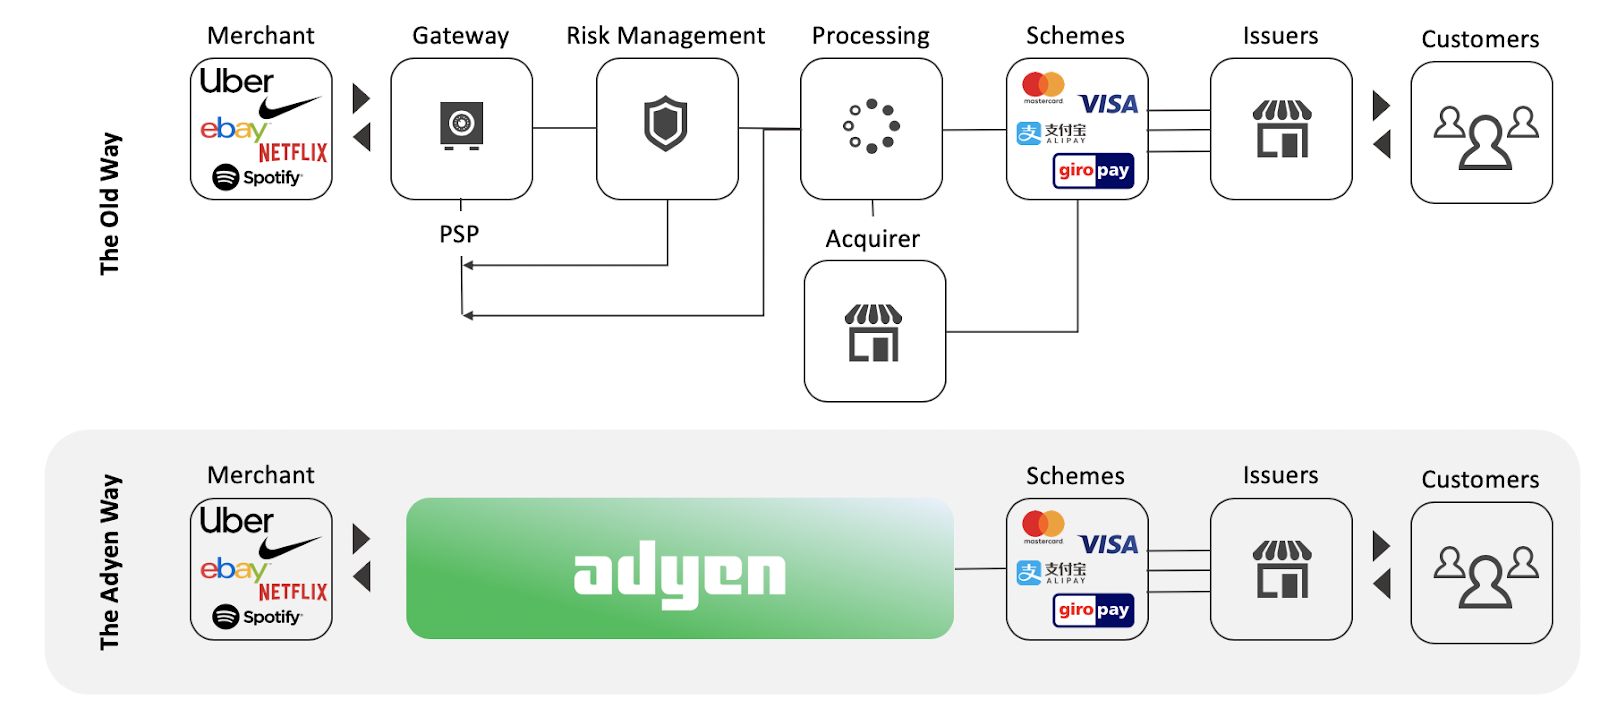 The Old Way
Merchant
Gateway
Risk Management
Processing
Schemes
Issuers
Customers
Uber
ebay
NETFLIX
Spotify
mastercard
VISA
支
支付宝
ALIPAY
giropay
PSP
Acquirer
The Adyen Way
Merchant
Schemes
Issuers
Customers
Uber
ebay
NETFLIX
Spotify
adyen
mastercard
VISA
支
支付宝
ALIPAY
giropay